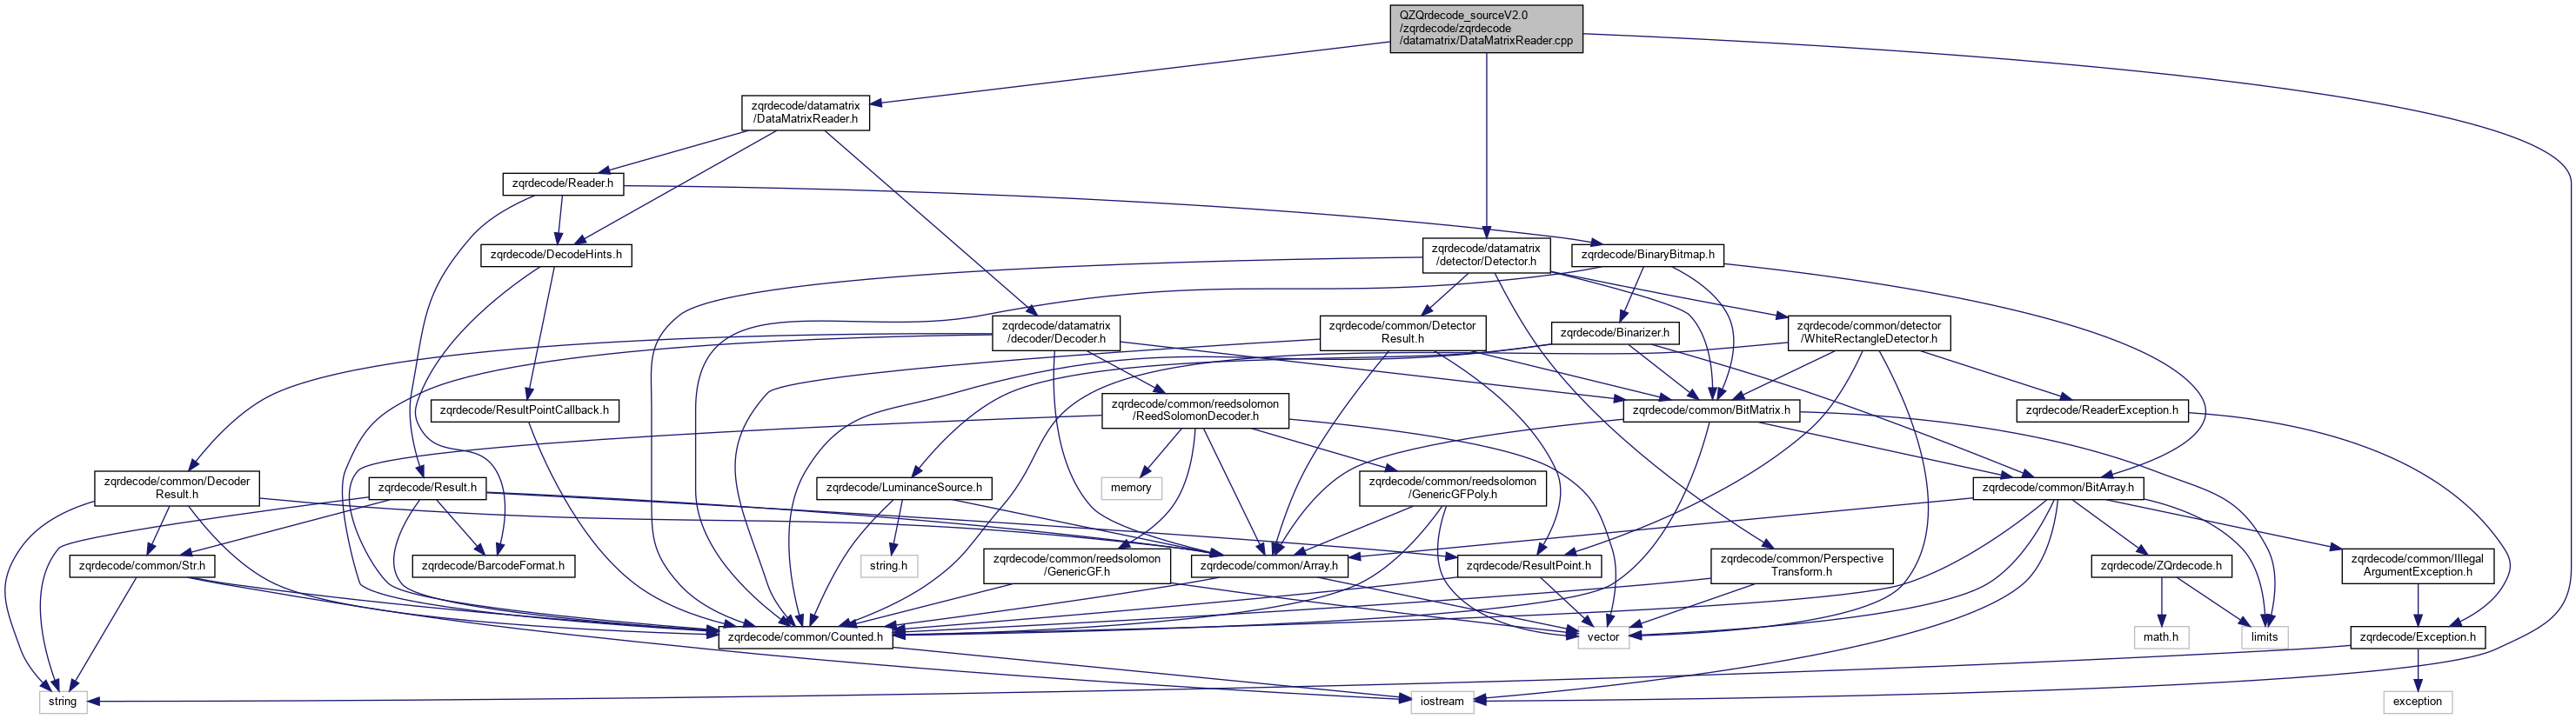 QZQrdecode_sourceV2.0
/zqrdecode/zqrdecode
/datamatrix/DataMatrixReader.cpp
zqrdecode/datamatrix
/DataMatrixReader.h
zqrdecode/Reader.h
zqrdecode/DecodeHints.h
zqrdecode/datamatrix
/detector/Detector.h
zqrdecode/BinaryBitmap.h
zqrdecode/datamatrix
/decoder/Decoder.h
zqrdecode/common/Detector
Result.h
zqrdecode/Binarizer.h
zqrdecode/common/detector
/WhiteRectangleDetector.h
zqrdecode/ResultPointCallback.h
zqrdecode/common/reedsolomon
/ReedSolomonDecoder.h
zqrdecode/common/BitMatrix.h
zqrdecode/ReaderException.h
zqrdecode/common/Decoder
Result.h
zqrdecode/Result.h
zqrdecode/LuminanceSource.h
memory
zqrdecode/common/reedsolomon
/GenericGFPoly.h
zqrdecode/common/BitArray.h
zqrdecode/common/Str.h
zqrdecode/BarcodeFormat.h
string.h
zqrdecode/common/reedsolomon
/GenericGF.h
zqrdecode/common/Array.h
zqrdecode/ResultPoint.h
zqrdecode/common/Perspective
Transform.h
zqrdecode/ZQrdecode.h
zqrdecode/common/Illegal
ArgumentException.h
zqrdecode/common/Counted.h
vector
math.h
limits
zqrdecode/Exception.h
string
iostream
exception